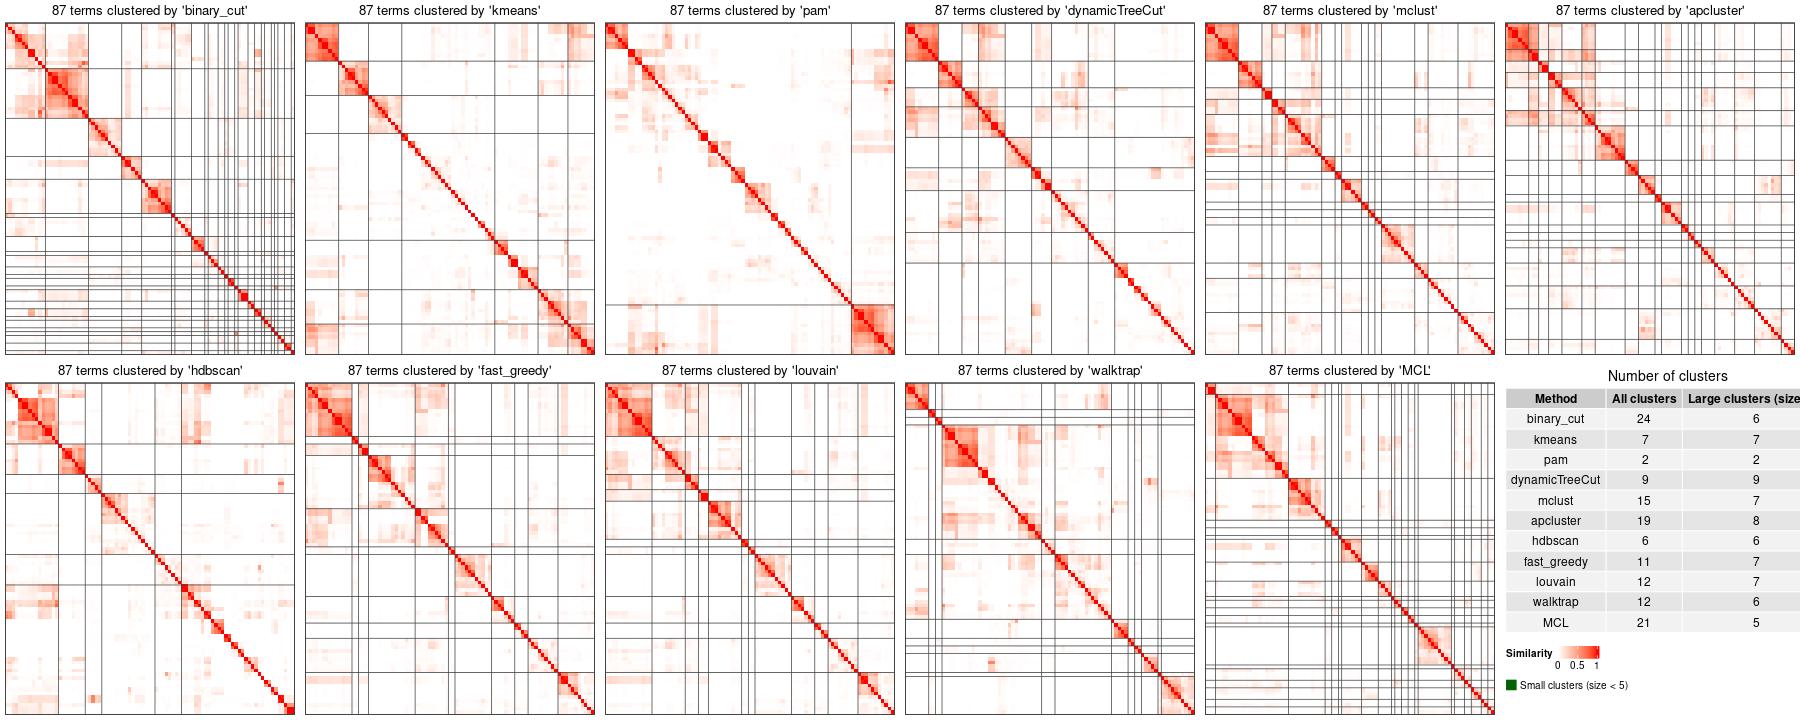 87 terms clustered by 'binary_cut'
87 terms clustered by 'kmeans'
87 terms clustered by 'pam'
87 terms clustered by 'dynamicTreeCut'
87 terms clustered by 'mclust'
87 terms clustered by 'apcluster'
87 terms clustered by 'hdbscan'
87 terms clustered by 'fast_greedy'
87 terms clustered by 'louvain'
87 terms clustered by 'walktrap'
87 terms clustered by 'MCL'
Number of clusters
Method All clusters Large clusters (size
binary_cut 24 6
kmeans 7 7
pam 2 2
dynamicTreeCut 9 9
mclust 15 7
apcluster 19 8
hdbscan 6 6
fast_greedy 11 7
louvain 12 7
walktrap 12 6
MCL 21 5
Similarity
0 0.5 1
Small clusters (size < 5)